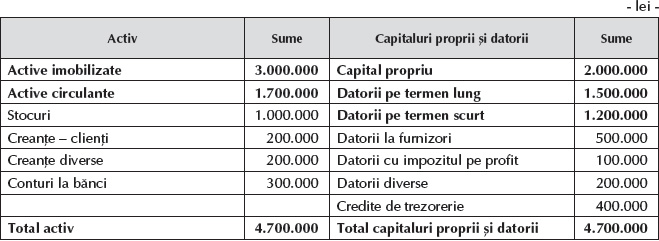 - lei -
Activ Sume Capitaluri proprii și datorii Sume
Active imobilizate 3.000.000 Capital propriu 2.000.000
Active circulante 1.700.000 Datorii pe termen lung 1.500.000
Stocuri 1.000.000 Datorii pe termen scurt 1.200.000
Creanțe – clienți 200.000 Datorii la furnizori 500.000
Creanțe diverse 200.000 Datorii cu impozitul pe profit 100.000
Conturi la bănci 300.000 Datorii diverse 200.000
Credite de trezorerie 400.000
Total activ 4.700.000 Total capitaluri proprii și datorii 4.700.000